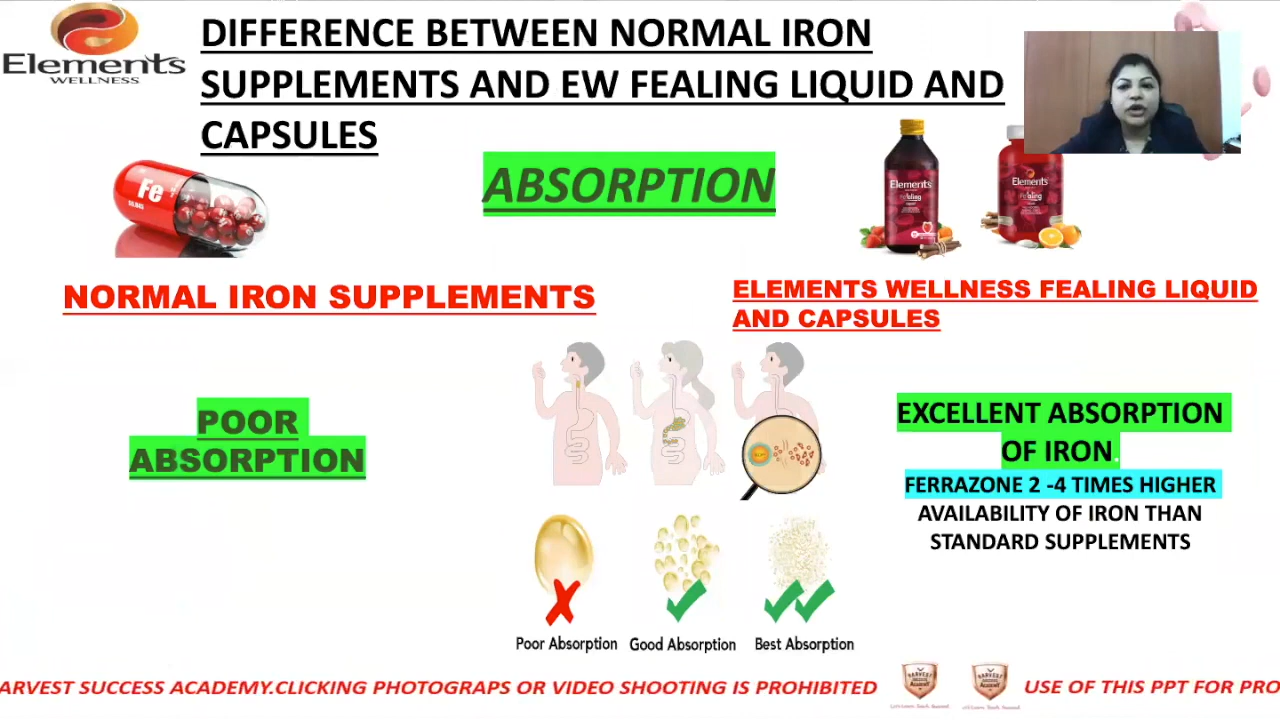 Elements
WELLNESS
DIFFERENCE BETWEEN NORMAL IRON
SUPPLEMENTS AND EW FEALING LIQUID AND
CAPSULES
ABSORPTION
Fe
Elements
Elements
NORMAL IRON SUPPLEMENTS
ELEMENTS WELLNESS FEALING LIQUID
AND CAPSULES
POOR
ABSORPTION
EXCELLENT ABSORPTION
OF IRON.
FERRAZONE 2 -4 TIMES HIGHER
AVAILABILITY OF IRON THAN
STANDARD SUPPLEMENTS
Poor Absorption Good Absorption Best Absorption
ARVEST SUCCESS ACADEMY.CLICKING PHOTOGRAPS OR VIDEO SHOOTING IS PROHIBITED
USE OF THIS PPT FOR PRO